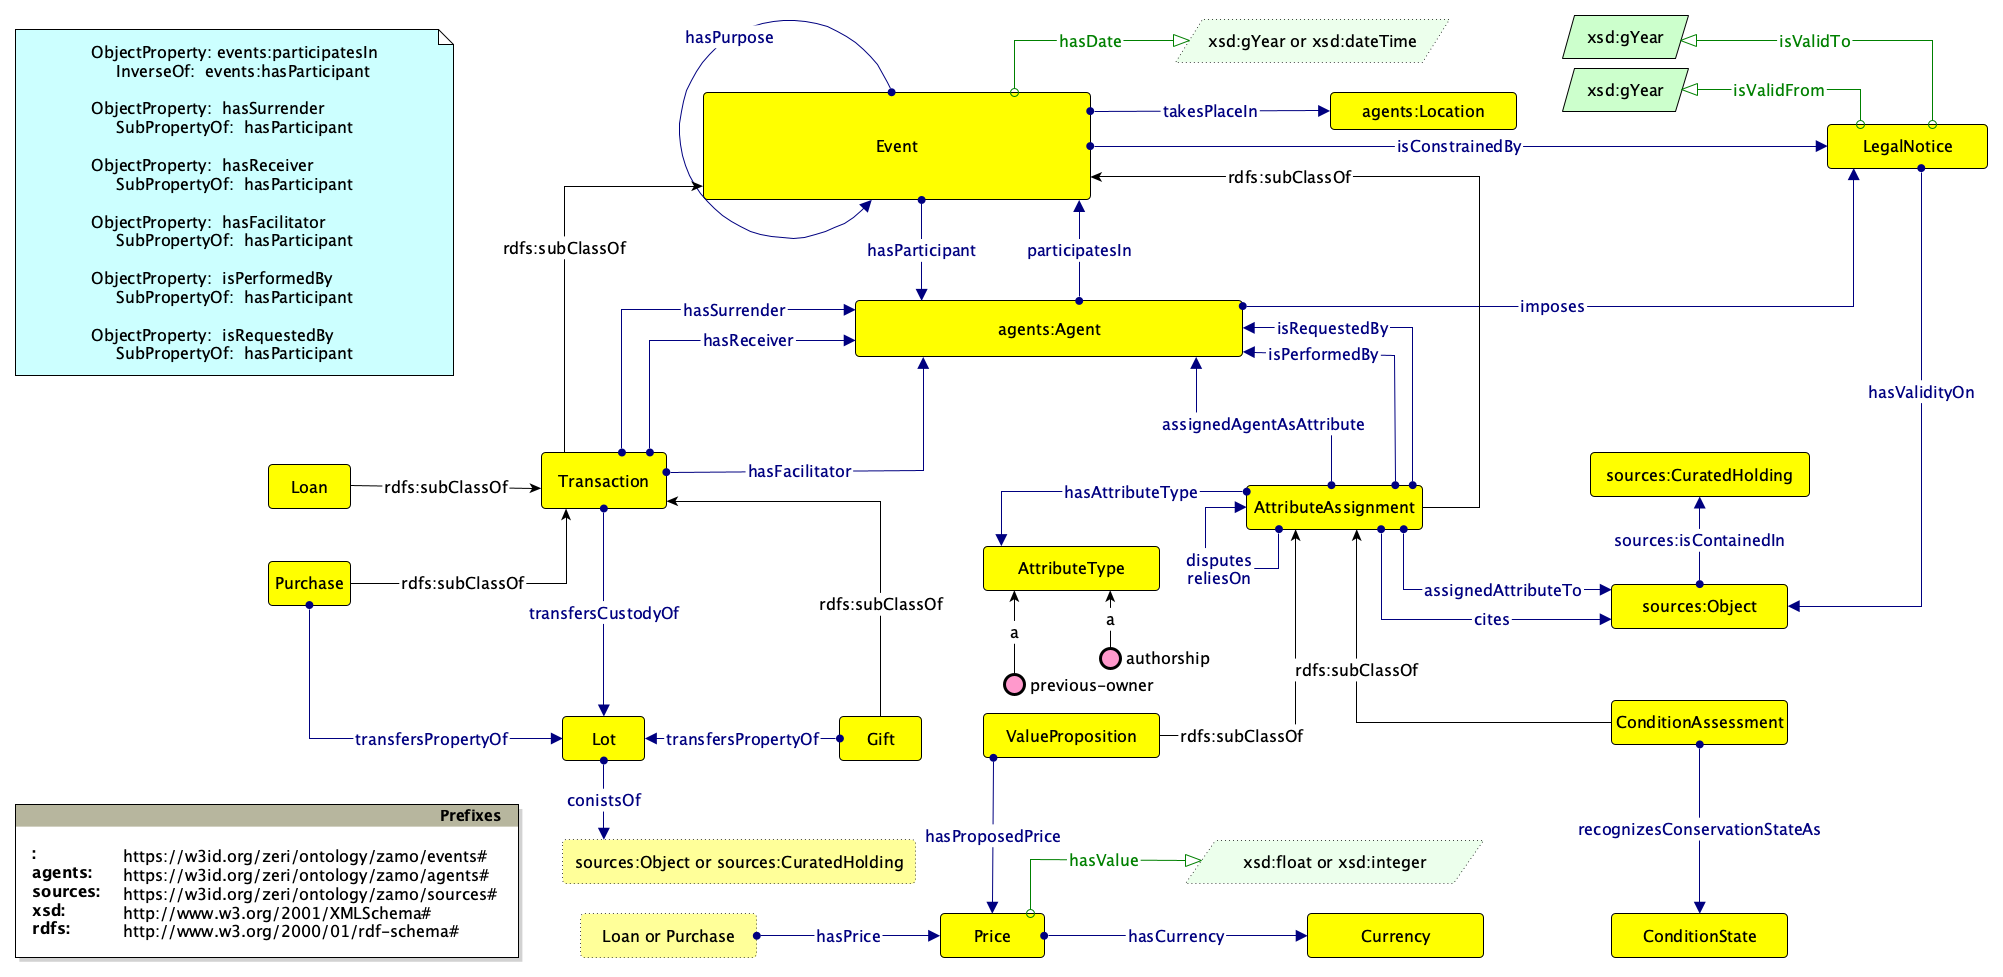 hasPurpose
hasDate
xsd:gYear or xsd:dateTime
xsd:gYear
isValidTo
xsd:gYear
isValidFrom
ObjectProperty: events:participatesIn
InverseOf: events:hasParticipant
ObjectProperty: hasSurrender
SubPropertyOf: hasParticipant
ObjectProperty: hasReceiver
SubPropertyOf: hasParticipant
ObjectProperty: hasFacilitator
SubPropertyOf: hasParticipant
ObjectProperty: isPerformedBy
SubPropertyOf: hasParticipant
ObjectProperty: isRequestedBy
SubPropertyOf: hasParticipant
Event
takesPlaceIn
agents:Location
isConstrainedBy
LegalNotice
rdfs:subClassOf
rdfs:subClassOf
hasParticipant
participatesIn
hasSurrender
hasReceiver
agents:Agent
imposes
isRequestedBy
isPerformedBy
hasValidityOn
assignedAgentAsAttribute
Loan
rdfs:subClassOf
Transaction
hasFacilitator
hasAttributeType
AttributeAssignment
sources:CuratedHolding
sources:isContainedIn
disputes
reliesOn
AttributeType
Purchase
rdfs:subClassOf
transfersCustodyOf
rdfs:subClassOf
assignedAttributeTo
cites
sources:Object
a
a
authorship
previous-owner
rdfs:subClassOf
transfersPropertyOf
Lot
transfersPropertyOf
Gift
ValueProposition
rdfs:subClassOf
ConditionAssessment
conistsOf
sources:Object or sources:CuratedHolding
hasProposedPrice
hasValue
xsd:float or xsd:integer
recognizesConservationStateAs
Prefixes
: https://w3id.org/zeri/ontology/zamo/events#
agents: https://w3id.org/zeri/ontology/zamo/agents#
sources: https://w3id.org/zeri/ontology/zamo/sources#
xsd: http://www.w3.org/2001/XMLSchema#
rdfs: http://www.w3.org/2000/01/rdf-schema#
Loan or Purchase
hasPrice
Price
hasCurrency
Currency
ConditionState